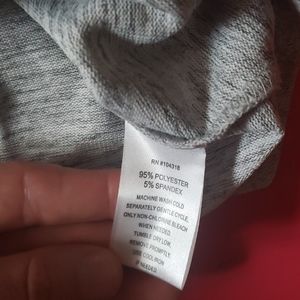 RN #104318
95% POLYESTER
5% SPANDEX
MACHINE WASH COLD
SEPARATELY GENTLE CYCLE.
ONLY NON-CHLORINE BLEACH
WHEN NEEDED.
TUMBLE DRY LOW.
REMOVE PROMPTLY.
USE COOL IRON
IF NEEDED.